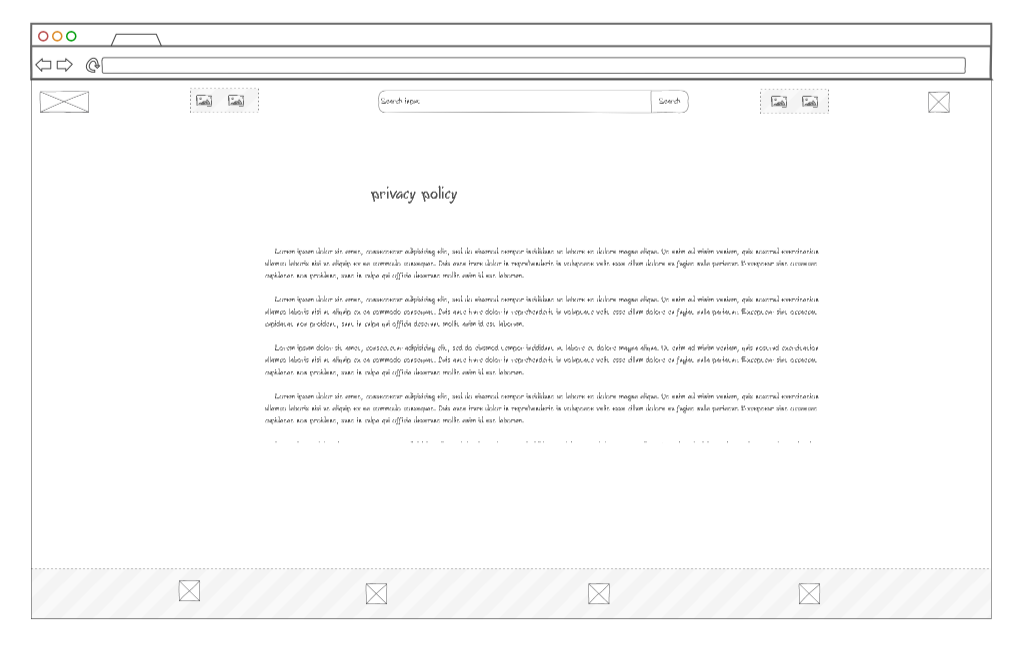 Search input
Search
privacy policy
Lorem ipsum dolor sit amet, consectetur adipisicing elit, sed do eiusmod tempor incididunt ut labore et dolore magna aliqua. Ut enim ad minim veniam, quis nostrud exercitation
ullamco laboris nisi ut aliquip ex ea commodo consequat. Duis aute irure dolor in reprehenderit in voluptate velit esse cillum dolore eu fugiat nulla pariatur. Excepteur sint occaecat
cupidatat non proident, sunt in culpa qui officia deserunt mollit anim id est laborum.
Lorem ipsum dolor sit amet, consectetur adipisicing elit, sed do eiusmod tempor incididunt ut labore et dolore magna aliqua. Ut enim ad minim veniam, quis nostrud exercitation
ullamco laboris nisi ut aliquip ex ea commodo consequat. Duis aute irure dolor in reprehenderit in voluptate velit esse cillum dolore eu fugiat nulla pariatur. Excepteur sint occaecat
cupidatat non proident, sunt in culpa qui officia deserunt mollit anim id est laborum.
Lorem ipsum dolor sit amet, consectetur adipisicing elit, sed do eiusmod tempor incididunt ut labore et dolore magna aliqua. Ut enim ad minim veniam, quis nostrud exercitation
ullamco laboris nisi ut aliquip ex ea commodo consequat. Duis aute irure dolor in reprehenderit in voluptate velit esse cillum dolore eu fugiat nulla pariatur. Excepteur sint occaecat
cupidatat non proident, sunt in culpa qui officia deserunt mollit anim id est laborum.
Lorem ipsum dolor sit amet, consectetur adipisicing elit, sed do eiusmod tempor incididunt ut labore et dolore magna aliqua. Ut enim ad minim veniam, quis nostrud exercitation
ullamco laboris nisi ut aliquip ex ea commodo consequat. Duis aute irure dolor in reprehenderit in voluptate velit esse cillum dolore eu fugiat nulla pariatur. Excepteur sint occaecat
cupidatat non proident, sunt in culpa qui officia deserunt mollit anim id est laborum.